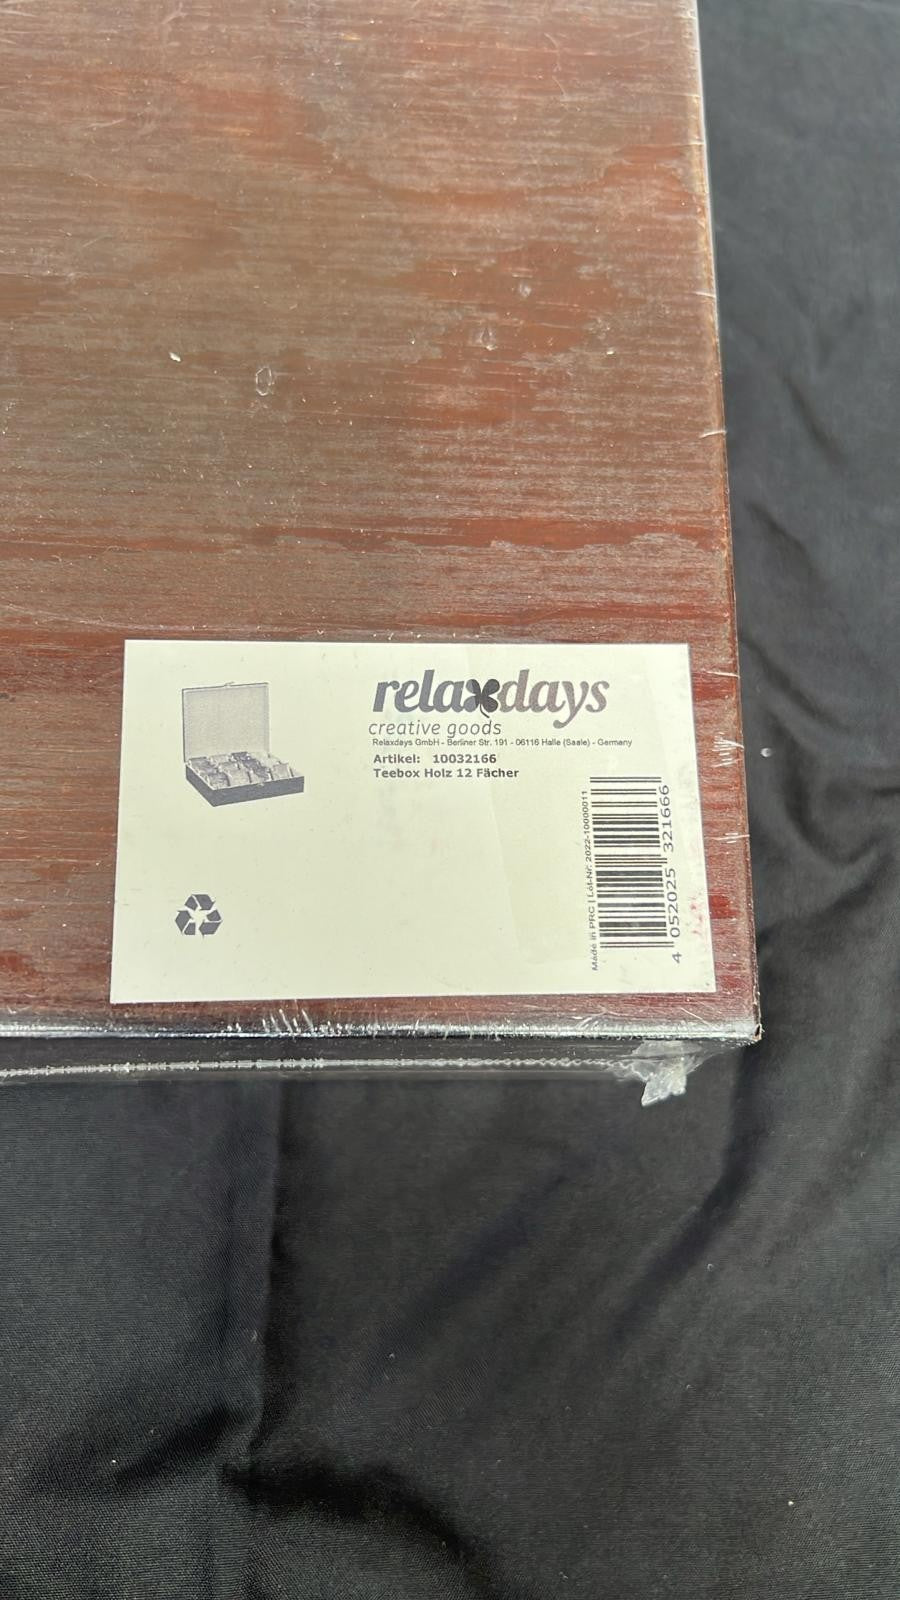 relaxdays
creative goods
Relaxdays GmbH - Berliner Str. 191 - 06116 Halle (Saale) - Germany
Artikel: 10032166
Teebox Holz 12 Fächer
Made in PRC | Lot-Nr. 2022-10000011
4 052025 321666